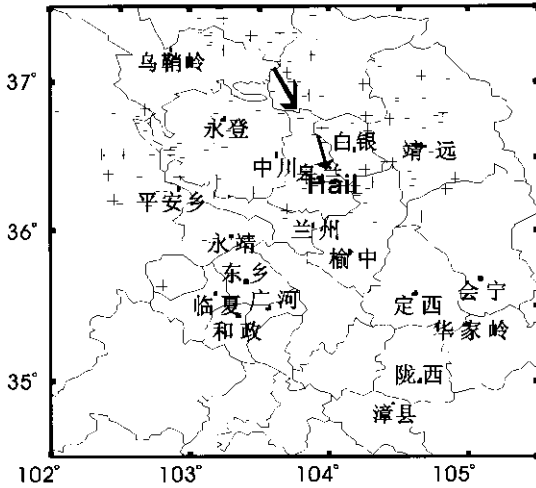 37°
乌鞘岭
永登
白银
靖远
中川
皋兰
Hail
平安乡
36°
兰州
永靖
榆中
东乡
会宁
临夏
广河
定西
和政
华家岭
35°
陇西
漳县
102°
103°
104°
105°